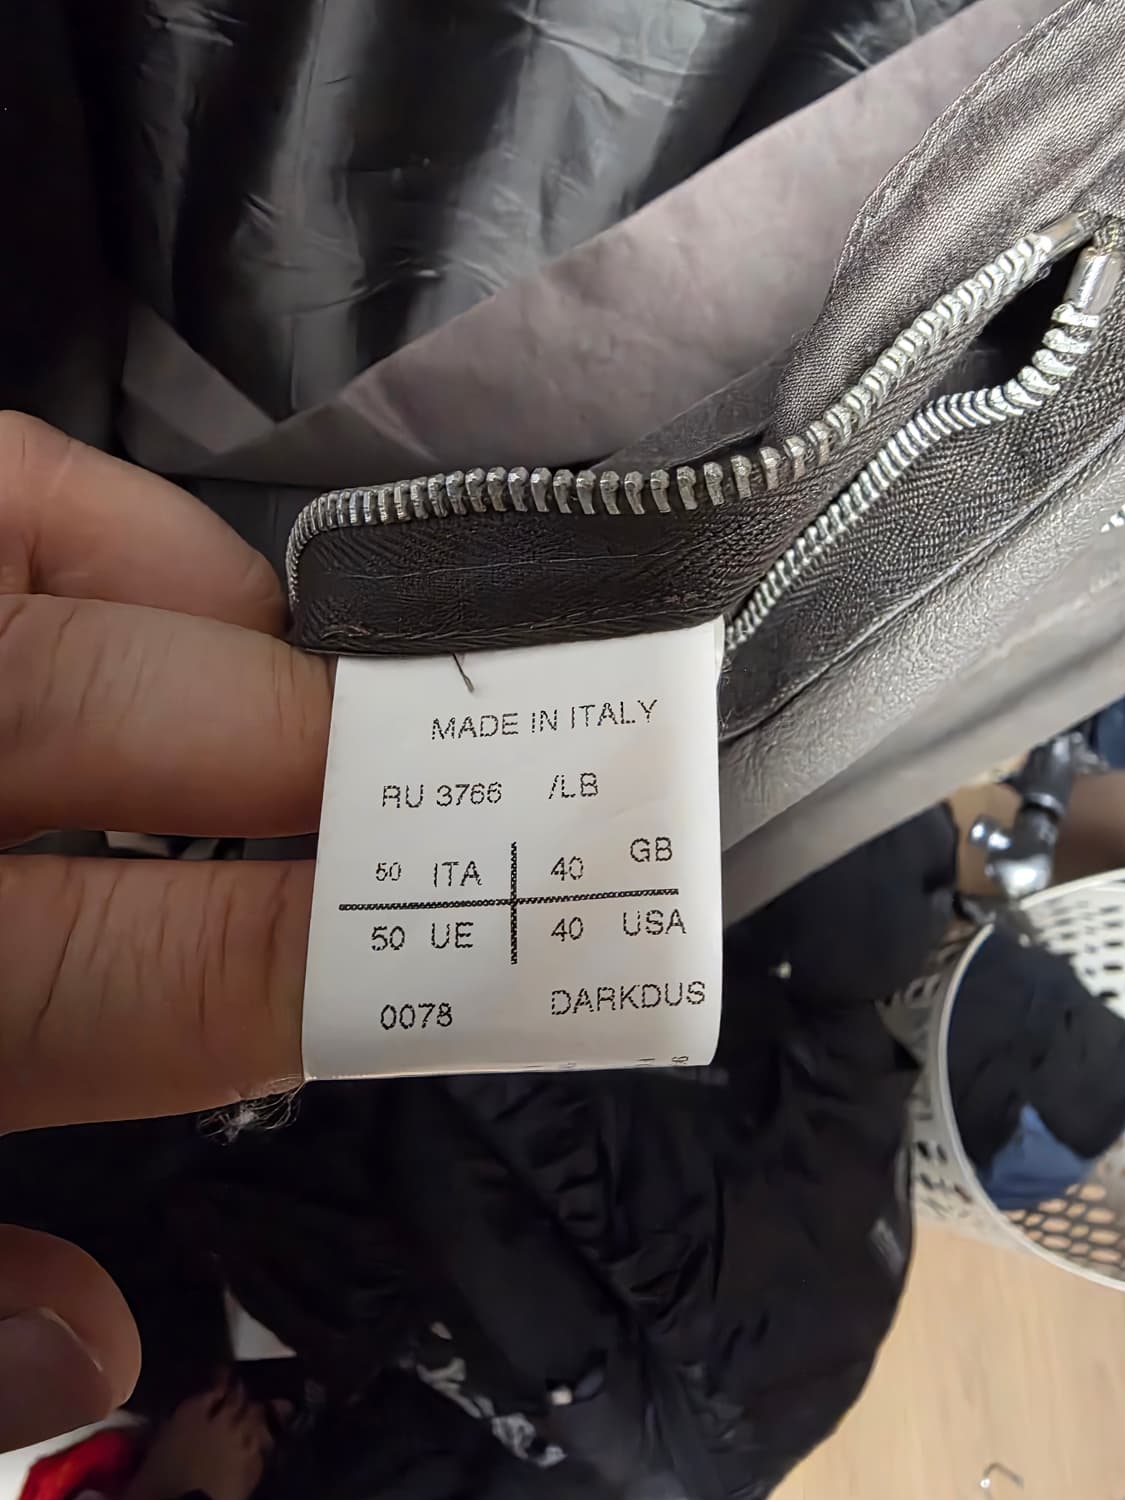 MADE IN ITALY
RU 3766 /LB
50 ITA 40 GB
50 UE 40 USA
0078 DARKDUS